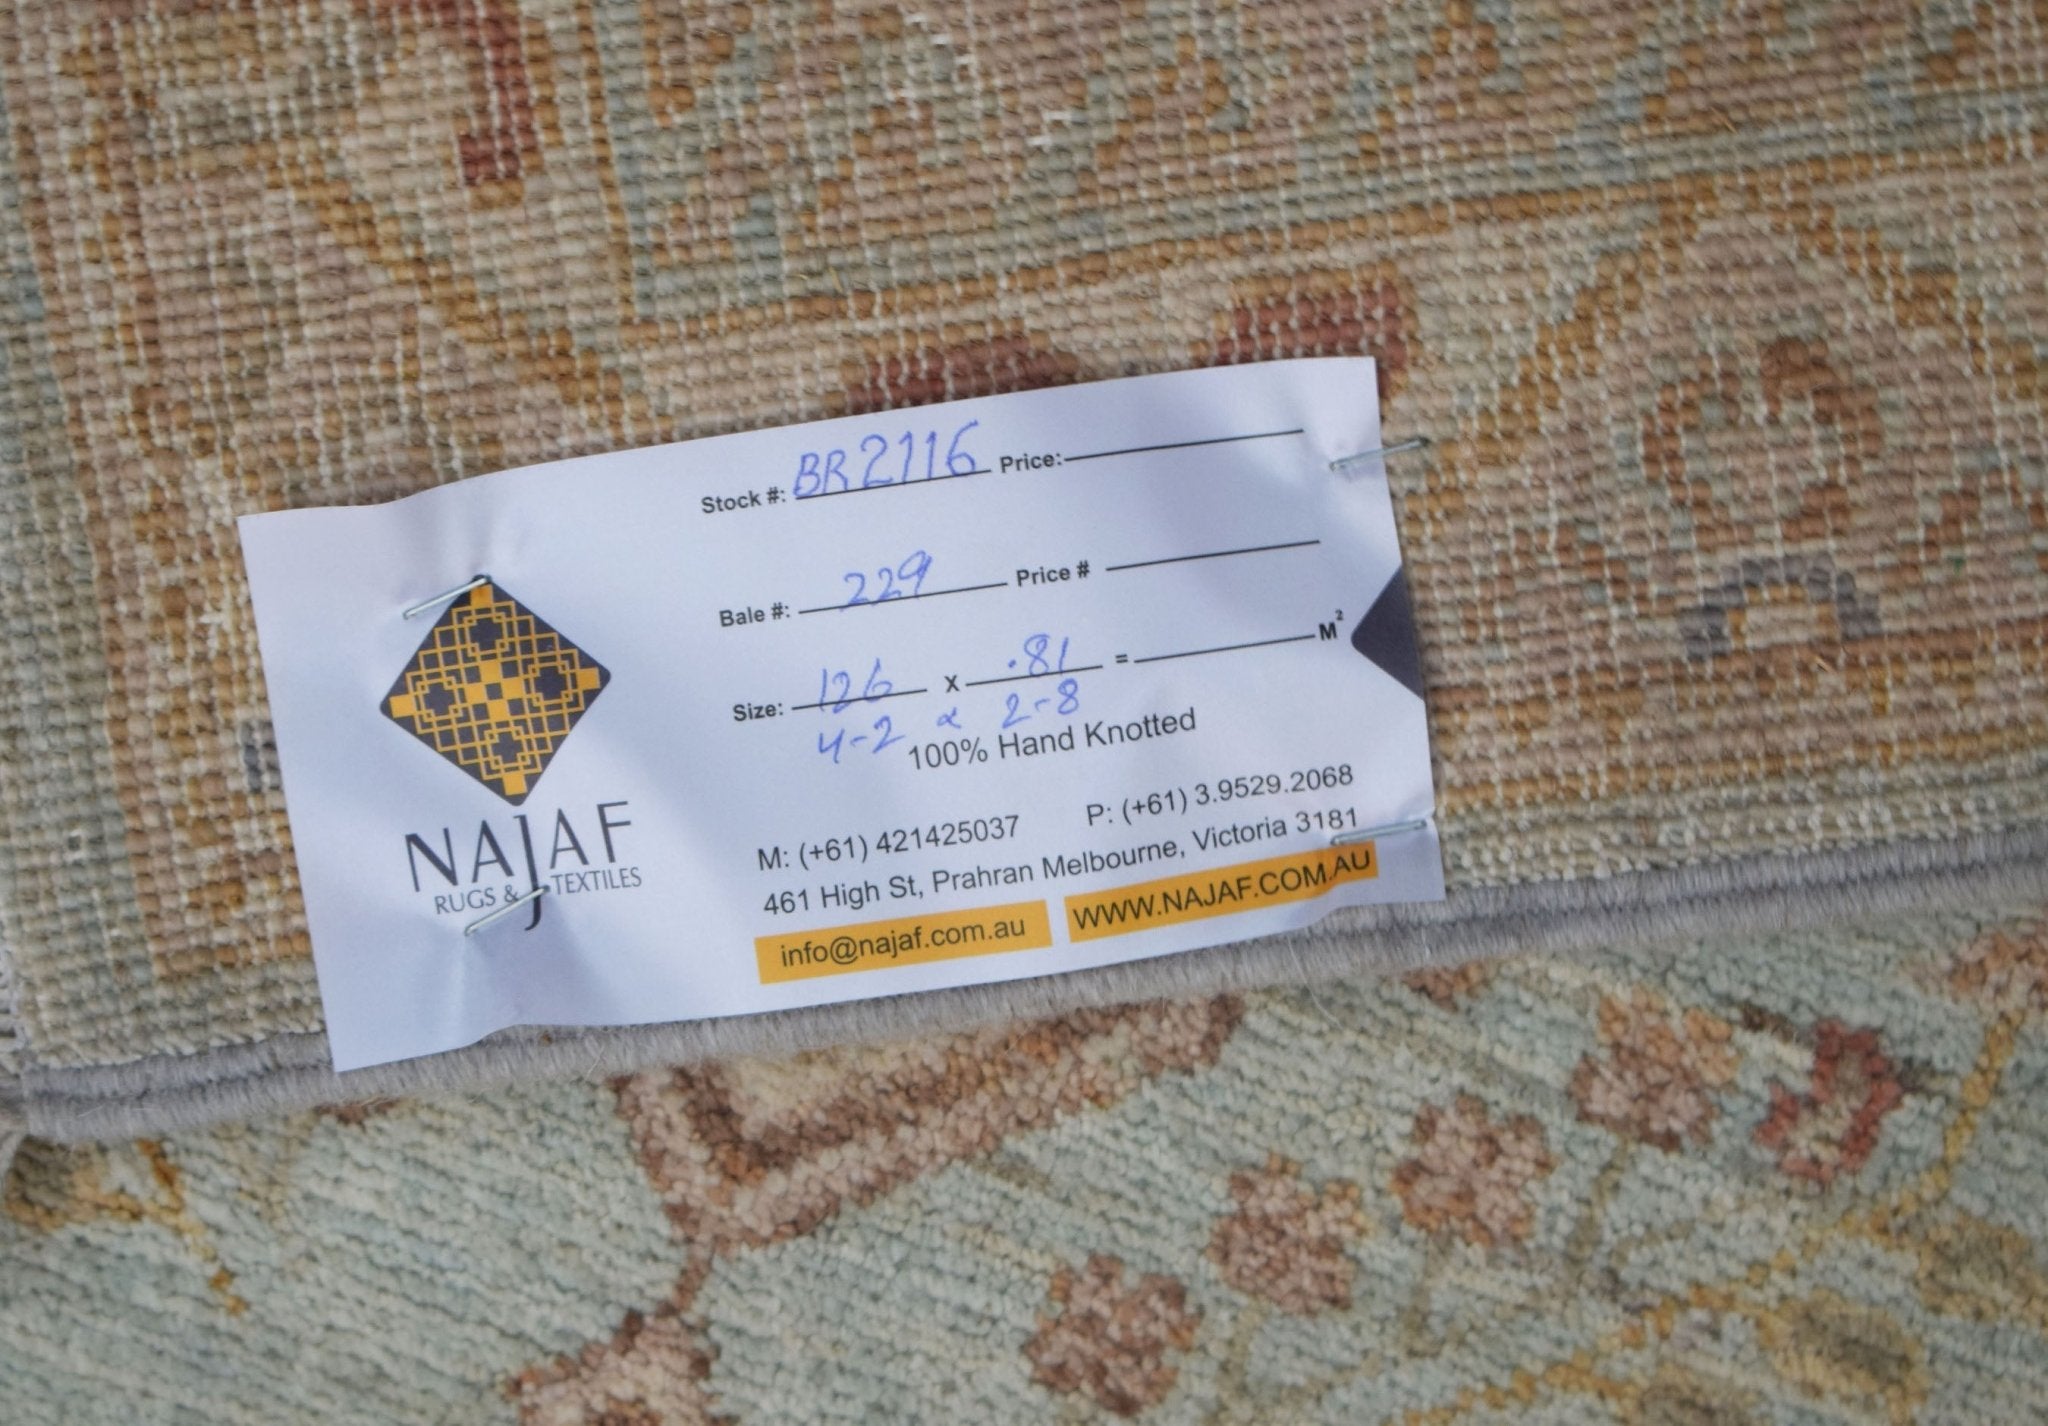 Stock #: BR2116 Price:
Bale #: 229 Price #
Size: 126 x .81 = M²
4-2 x 2-8
100% Hand Knotted
NAJAF
RUGS & TEXTILES
M: (+61) 421425037 P: (+61) 3.9529.2068
461 High St, Prahran Melbourne, Victoria 3181
info@najaf.com.au WWW.NAJAF.COM.AU